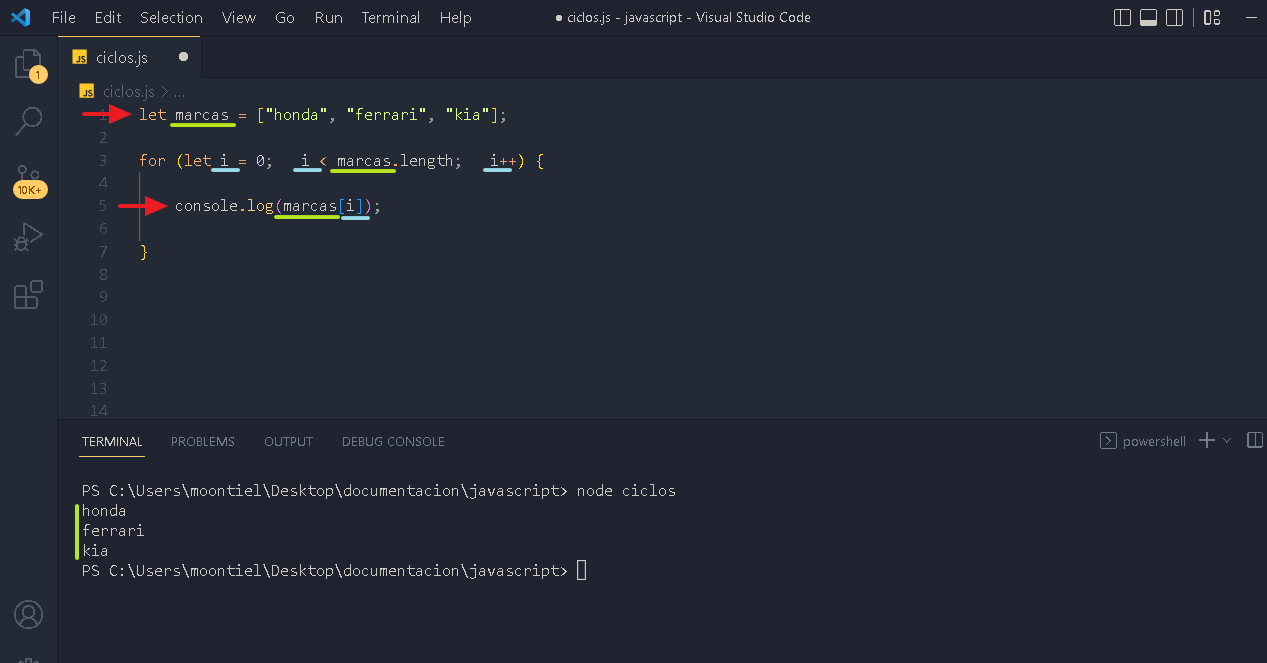 File Edit Selection View Go Run Terminal Help ● ciclos.js - javascript - Visual Studio Code
JS ciclos.js ●
1
JS ciclos.js > ...
1 let marcas = ["honda", "ferrari", "kia"];
2
3 for (let i = 0; i < marcas.length; i++) {
4
10K+
5 console.log(marcas[i]);
6
7 }
8
9
10
11
12
13
14
TERMINAL PROBLEMS OUTPUT DEBUG CONSOLE powershell
PS C:\Users\moontiel\Desktop\documentacion\javascript> node ciclos
honda
ferrari
kia
PS C:\Users\moontiel\Desktop\documentacion\javascript>